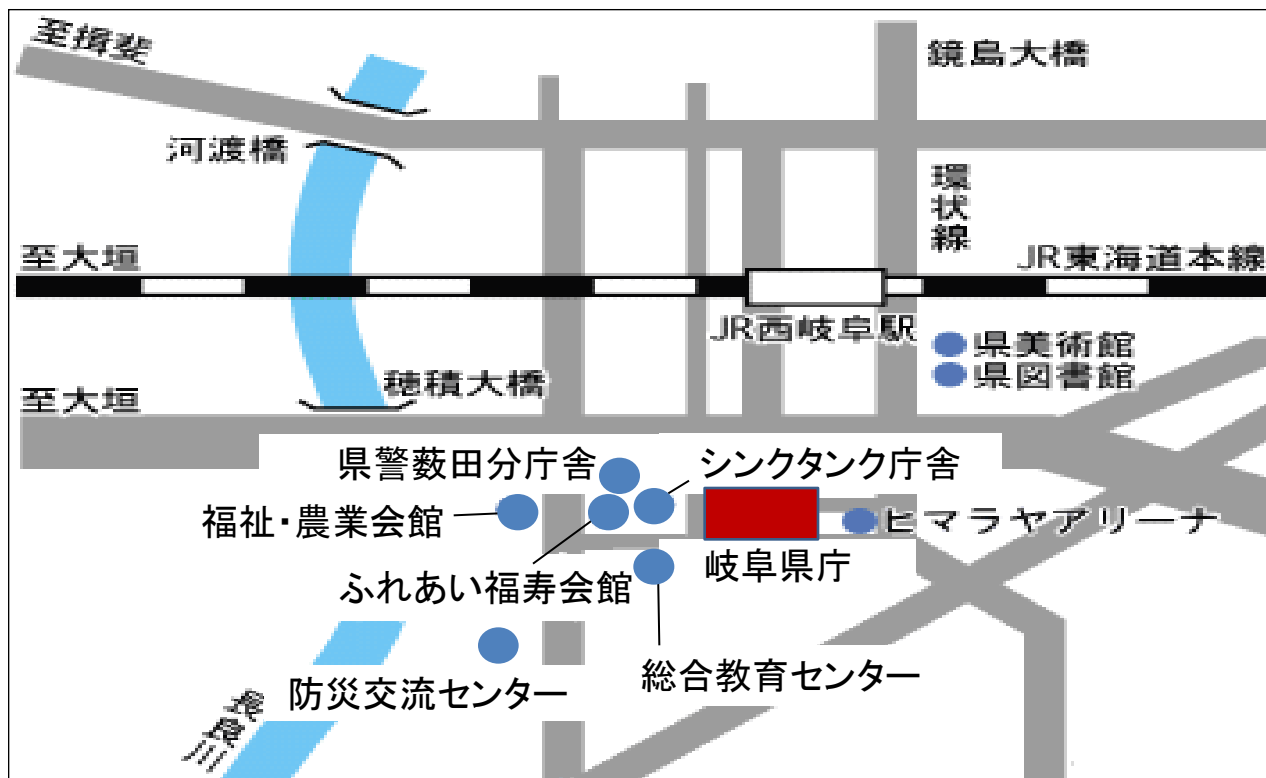 至揖斐
鏡島大橋
河渡橋
環状線
至大垣
JR東海道本線
JR西岐阜駅
県美術館
県図書館
至大垣
穂積大橋
県警薮田分庁舎
シンクタンク庁舎
福祉・農業会館
ヒマラヤアリーナ
岐阜県庁
ふれあい福寿会館
総合教育センター
防災交流センター
長良川